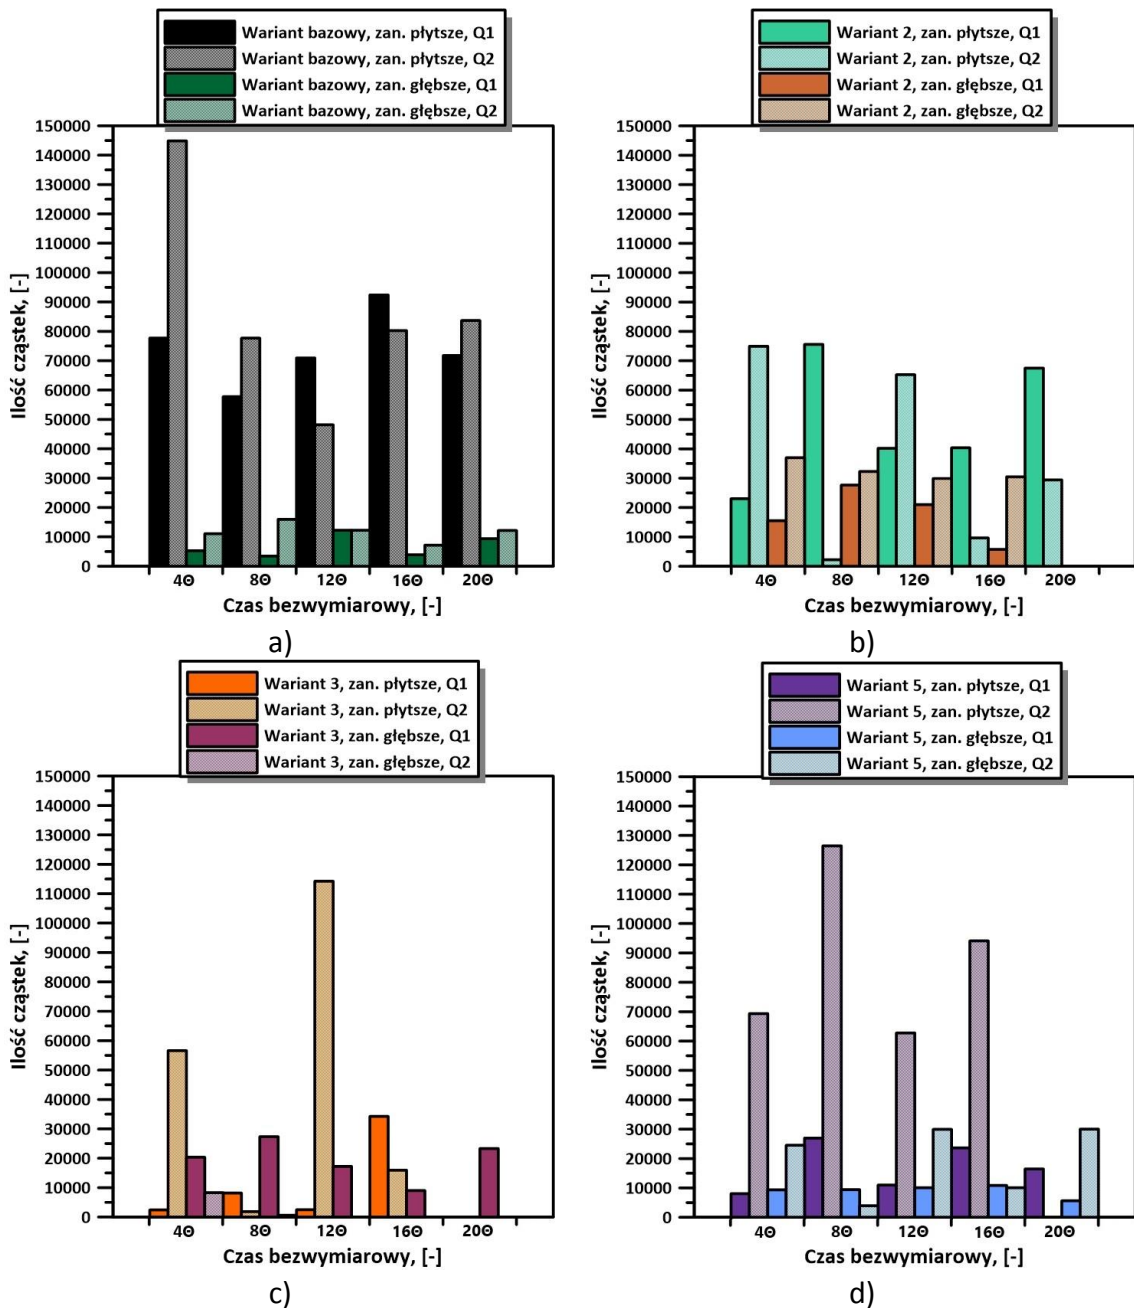 Wariant bazowy, zan. płytsze, Q1
Wariant bazowy, zan. płytsze, Q2
Wariant bazowy, zan. głębsze, Q1
Wariant bazowy, zan. głębsze, Q2
150000
140000
130000
120000
110000
100000
90000
80000
70000
60000
50000
40000
30000
20000
10000
0
Ilość cząstek, [-]
4Θ 8Θ 12Θ 16Θ 20Θ
Czas bezwymiarowy, [-]
a)
Wariant 2, zan. płytsze, Q1
Wariant 2, zan. płytsze, Q2
Wariant 2, zan. głębsze, Q1
Wariant 2, zan. głębsze, Q2
150000
140000
130000
120000
110000
100000
90000
80000
70000
60000
50000
40000
30000
20000
10000
0
Ilość cząstek, [-]
4Θ 8Θ 12Θ 16Θ 20Θ
Czas bezwymiarowy, [-]
b)
Wariant 3, zan. płytsze, Q1
Wariant 3, zan. płytsze, Q2
Wariant 3, zan. głębsze, Q1
Wariant 3, zan. głębsze, Q2
150000
140000
130000
120000
110000
100000
90000
80000
70000
60000
50000
40000
30000
20000
10000
0
Ilość cząstek, [-]
4Θ 8Θ 12Θ 16Θ 20Θ
Czas bezwymiarowy, [-]
c)
Wariant 5, zan. płytsze, Q1
Wariant 5, zan. płytsze, Q2
Wariant 5, zan. głębsze, Q1
Wariant 5, zan. głębsze, Q2
150000
140000
130000
120000
110000
100000
90000
80000
70000
60000
50000
40000
30000
20000
10000
0
Ilość cząstek, [-]
4Θ 8Θ 12Θ 16Θ 20Θ
Czas bezwymiarowy, [-]
d)